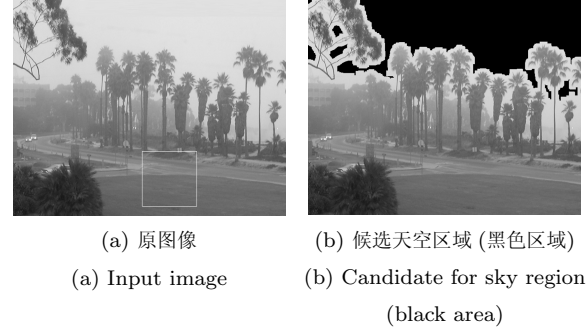 (a) 原图像
(a) Input image
(b) 候选天空区域 (黑色区域)
(b) Candidate for sky region
(black area)